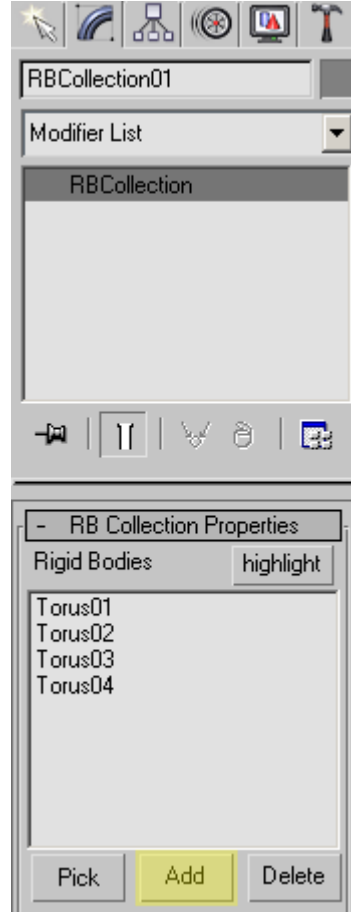 RBCollection01
Modifier List
RBCollection
- RB Collection Properties
Rigid Bodies highlight
Torus01
Torus02
Torus03
Torus04
Pick Add Delete